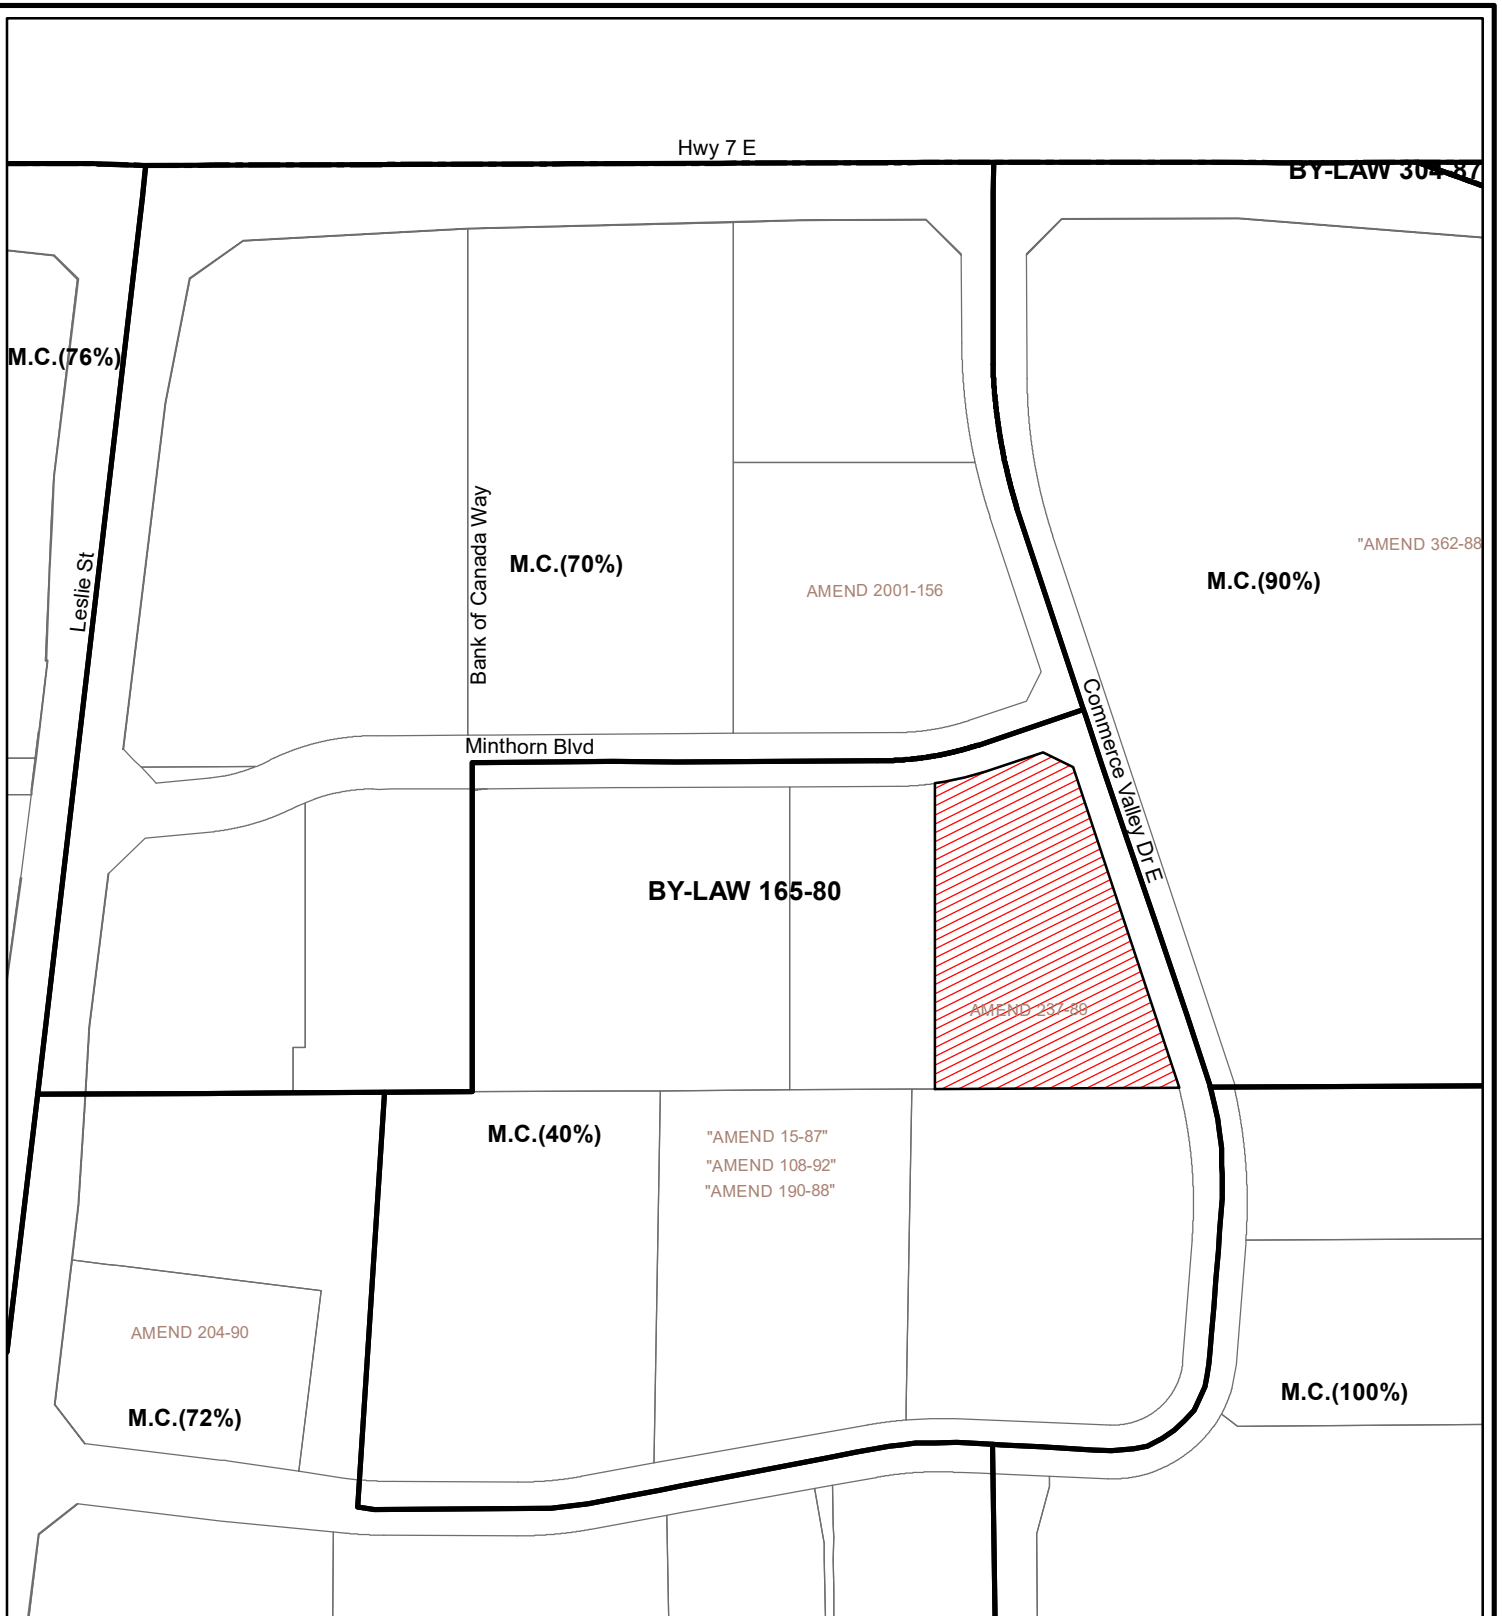 Hwy 7 E
BY-LAW 304-87
M.C.(76%)
Leslie St
Bank of Canada Way
M.C.(70%)
AMEND 2001-156
"AMEND 362-88
M.C.(90%)
Commerce Valley Dr E
Minthorn Blvd
BY-LAW 165-80
AMEND 237-89
M.C.(40%)
"AMEND 15-87"
"AMEND 108-92"
"AMEND 190-88"
AMEND 204-90
M.C.(72%)
M.C.(100%)